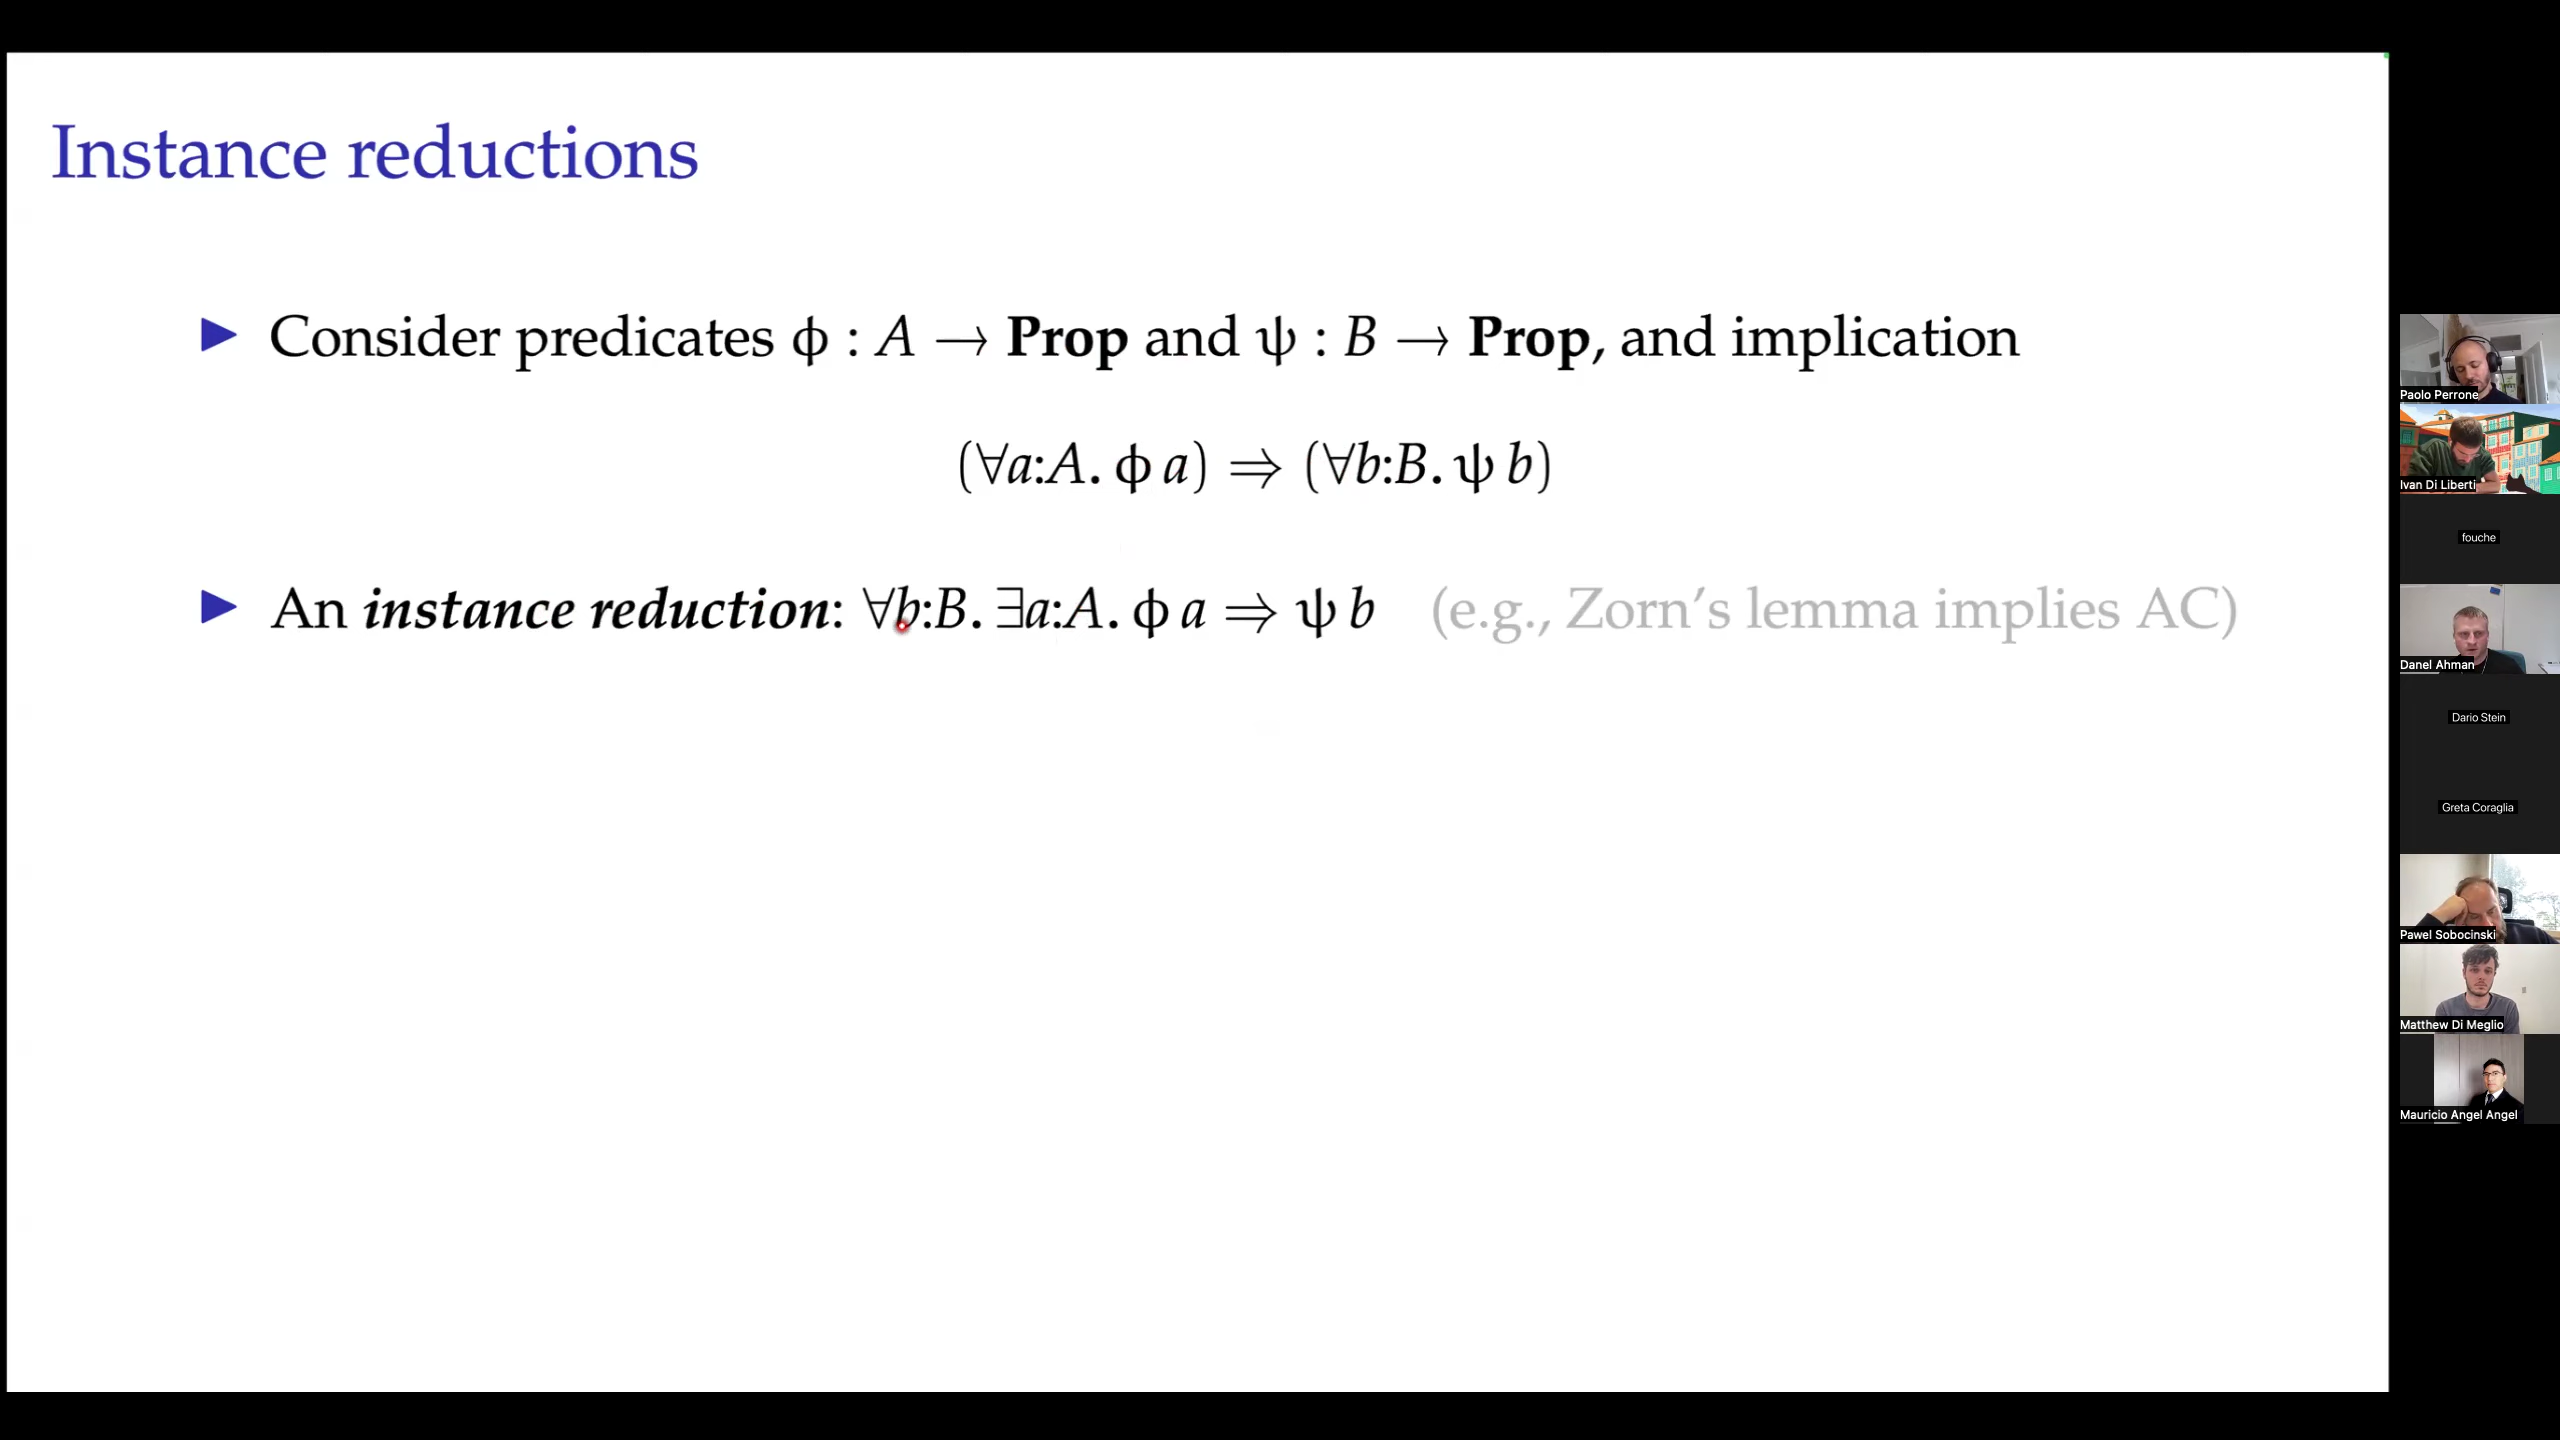 Instance reductions
▶ Consider predicates ϕ : A → Prop and ψ : B → Prop, and implication
(∀a:A. ϕ a) ⇒ (∀b:B. ψ b)
▶ An instance reduction: ∀b:B. ∃a:A. ϕ a ⇒ ψ b (e.g., Zorn's lemma implies AC)
Paolo Perrone
Ivan Di Liberti
fouche
Danel Ahman
Dario Stein
Greta Coraglia
Pawel Sobocinski
Matthew Di Meglio
Mauricio Angel Angel